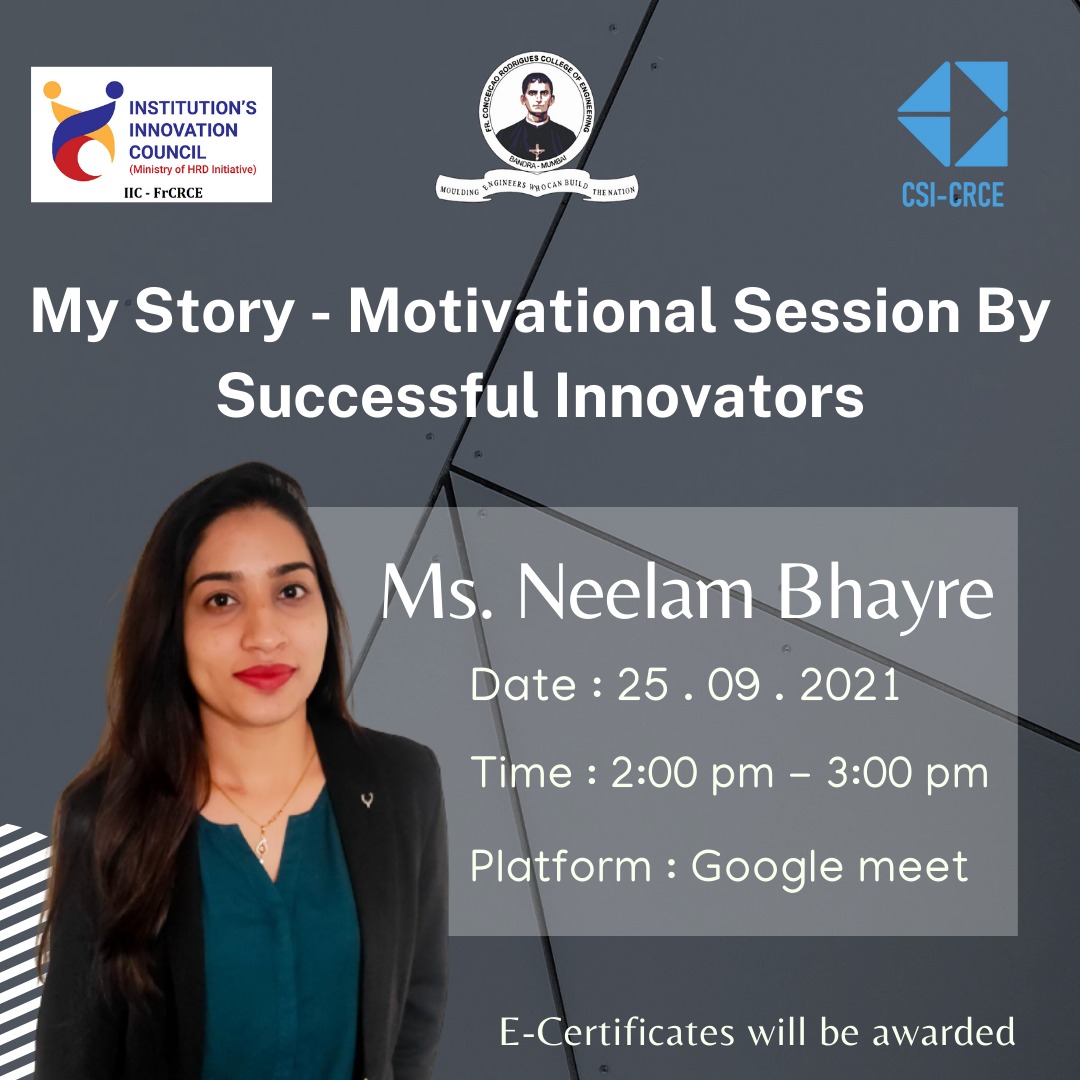 INSTITUTION'S
INNOVATION
COUNCIL
(Ministry of HRD Initiative)
IIC - FrCRCE
FR. CONCEICAO RODRIGUES COLLEGE OF ENGINEERING
BANDRA - MUMBAI
MOULDING ENGINEERS WHO CAN BUILD THE NATION
CSI-CRCE
My Story - Motivational Session By
Successful Innovators
Ms. Neelam Bhayre
Date : 25 . 09 . 2021
Time : 2:00 pm – 3:00 pm
Platform : Google meet
E-Certificates will be awarded